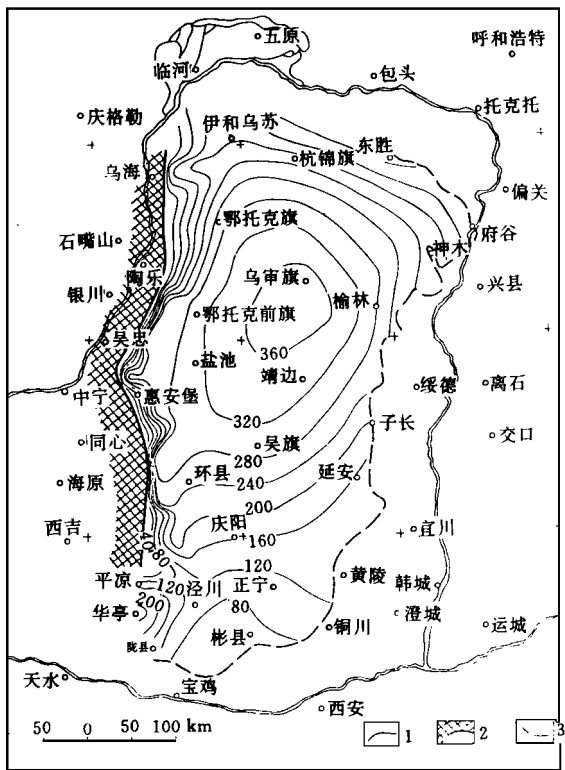 五原
呼和浩特
临河
包头
庆格勒
托克托
伊和乌苏
东胜
杭锦旗
乌海
偏关
鄂托克旗
府谷
石嘴山
神木
陶乐
乌审旗
兴县
银川
榆林
鄂托克前旗
吴忠
360
盐池
靖边
绥德
离石
中宁
惠安堡
320
子长
同心
吴旗
交口
280
环县
延安
海原
240
200
庆阳
西吉
160
宜川
40
80
平凉
120
120
泾川
正宁
黄陵
韩城
200
华亭
80
澄城
彬县
铜川
运城
陇县
天水
宝鸡
西安
50 0 50 100 km
1 2 3